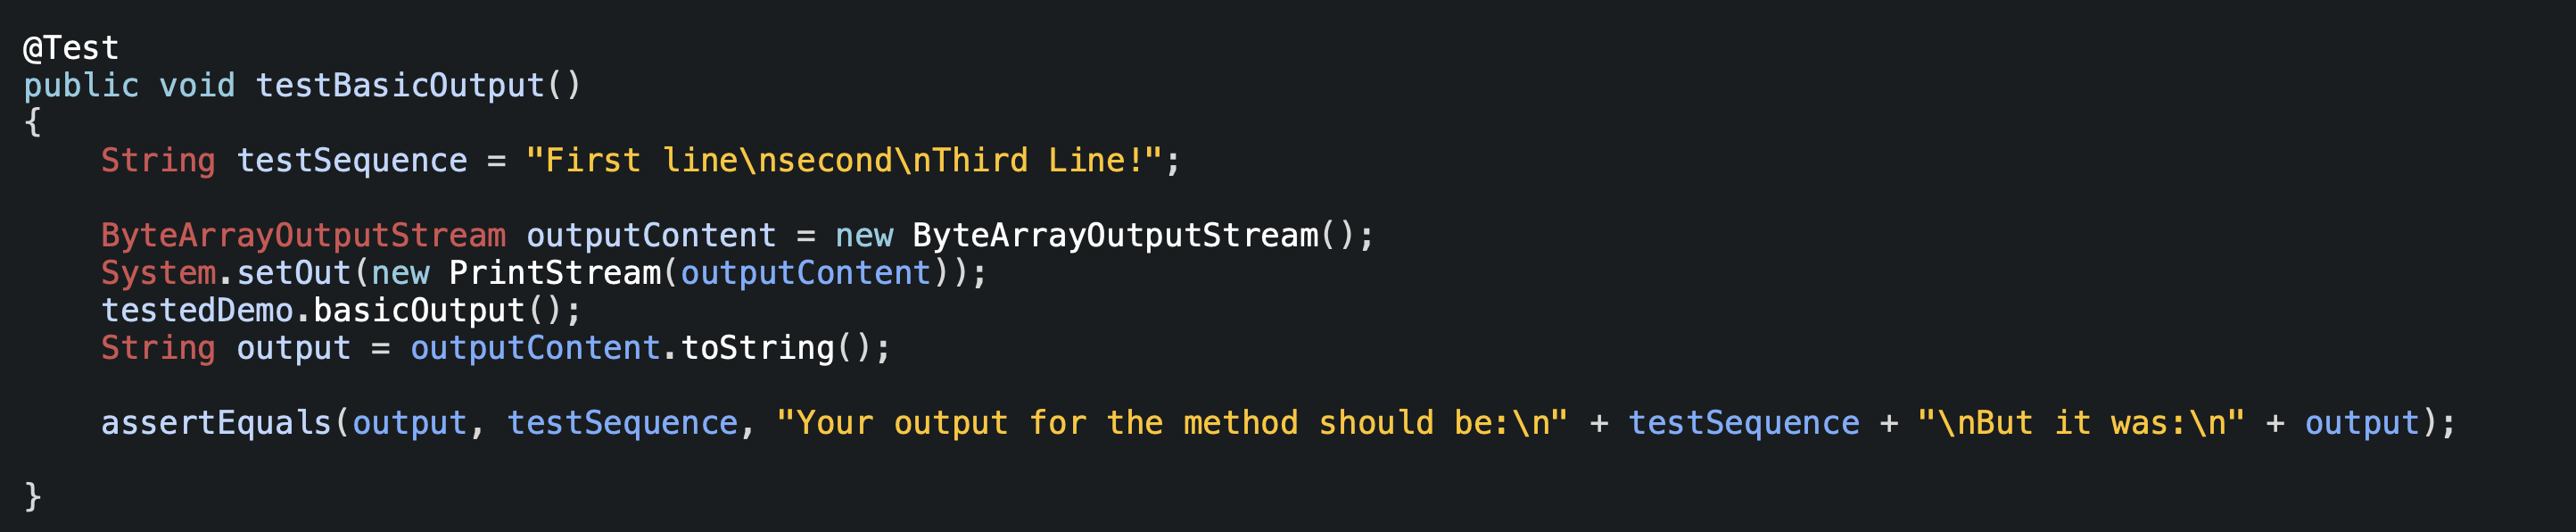 @Test
public void testBasicOutput()
{
    String testSequence = "First line\nsecond\nThird Line!";

    ByteArrayOutputStream outputContent = new ByteArrayOutputStream();
    System.setOut(new PrintStream(outputContent));
    testedDemo.basicOutput();
    String output = outputContent.toString();

    assertEquals(output, testSequence, "Your output for the method should be:\n" + testSequence + "\nBut it was:\n" + output);

}